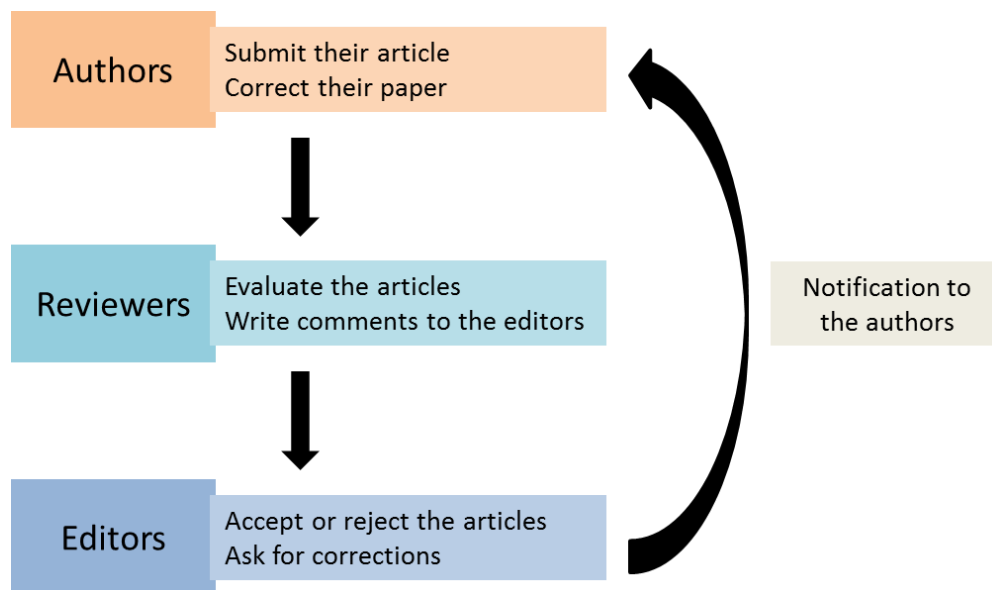 Authors
Submit their article
Correct their paper
Reviewers
Evaluate the articles
Write comments to the editors
Notification to
the authors
Editors
Accept or reject the articles
Ask for corrections